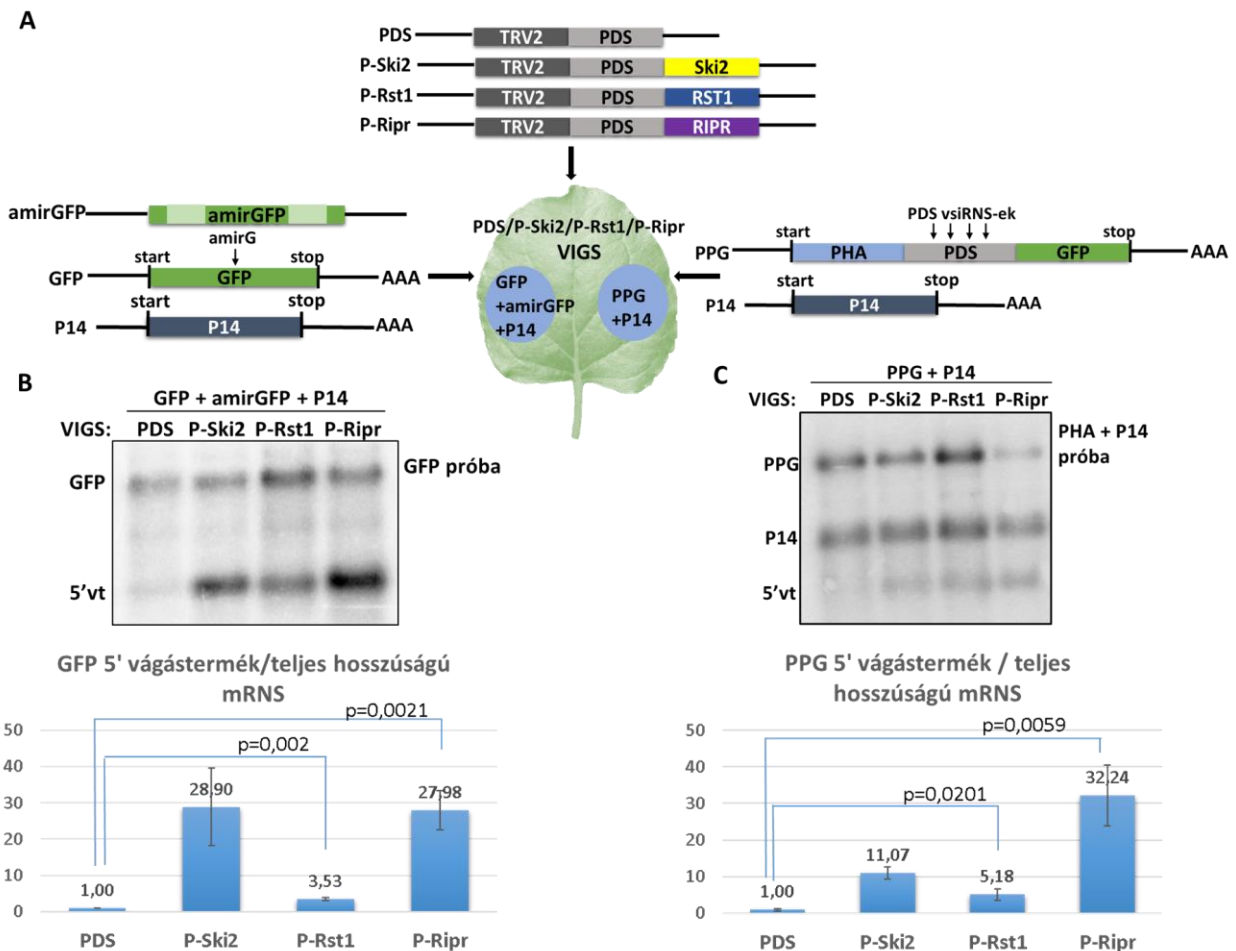 A
PDS TRV2 PDS
P-Ski2 TRV2 PDS Ski2
P-Rst1 TRV2 PDS RST1
P-Ripr TRV2 PDS RIPR
amirGFP amirGFP
amirG
start stop
GFP GFP AAA
start stop
P14 P14 AAA
PDS/P-Ski2/P-Rst1/P-Ripr
VIGS
GFP
+amirGFP
+P14
PPG
+P14
PDS vsiRNS-ek
start stop
PPG PHA PDS GFP AAA
start stop
P14 P14 AAA
B
GFP + amirGFP + P14
VIGS: PDS P-Ski2 P-Rst1 P-Ripr
GFP
GFP próba
5'vt
GFP 5' vágástermék/teljes hosszúságú
mRNS
50
40
30
20
10
0
p=0,0021
p=0,002
1,00
28,90
3,53
27,98
PDS P-Ski2 P-Rst1 P-Ripr
C
PPG + P14
VIGS: PDS P-Ski2 P-Rst1 P-Ripr
PHA + P14
próba
PPG
P14
5'vt
PPG 5' vágástermék / teljes
hosszúságú mRNS
50
40
30
20
10
0
p=0,0059
p=0,0201
1,00
11,07
5,18
32,24
PDS P-Ski2 P-Rst1 P-Ripr